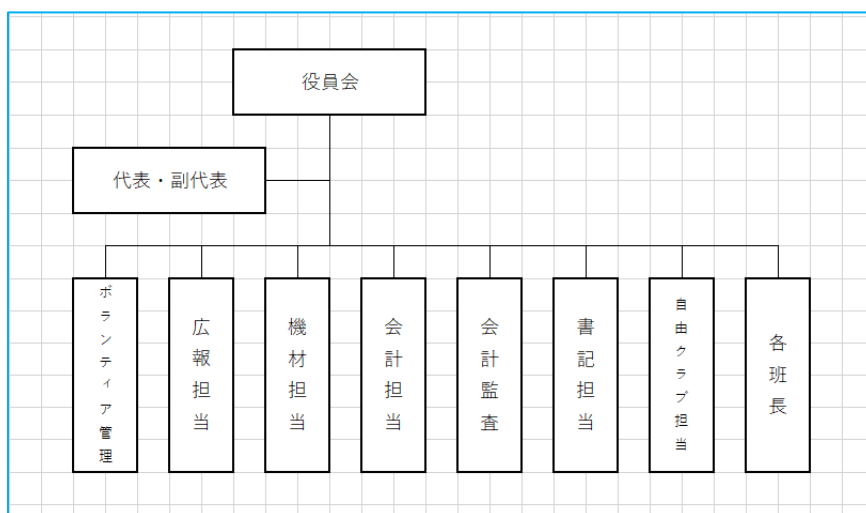 役員会
代表・副代表
ボランティア管理
広報担当
機材担当
会計担当
会計監査
書記担当
自由クラブ担当
各班長